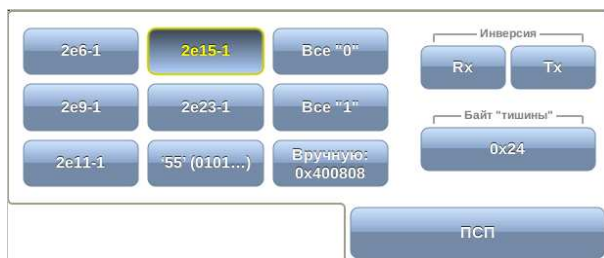 2e6-1
2e15-1
Все "0"
2e9-1
2e23-1
Все "1"
2e11-1
'55' (0101...)
Вручную:
0x400808
Инверсия
Rx
Tx
Байт "тишины"
0x24
ПСП